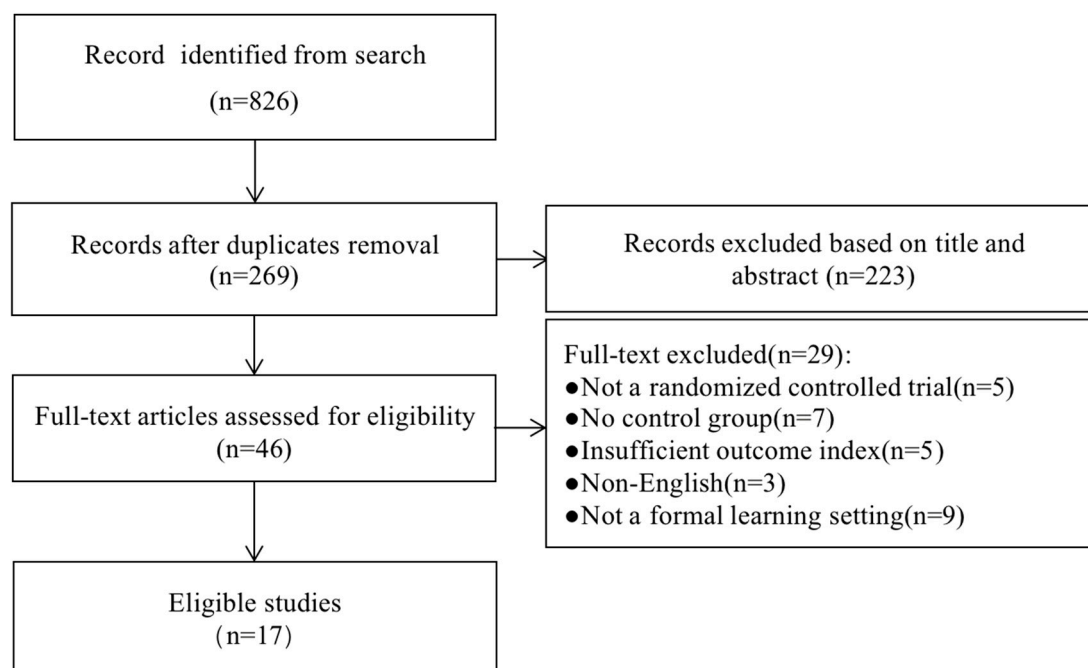 Record identified from search
(n=826)
Records after duplicates removal
(n=269)
Records excluded based on title and
abstract (n=223)
Full-text articles assessed for eligibility
(n=46)
Full-text excluded(n=29):
●Not a randomized controlled trial(n=5)
●No control group(n=7)
●Insufficient outcome index(n=5)
●Non-English(n=3)
●Not a formal learning setting(n=9)
Eligible studies
(n=17)